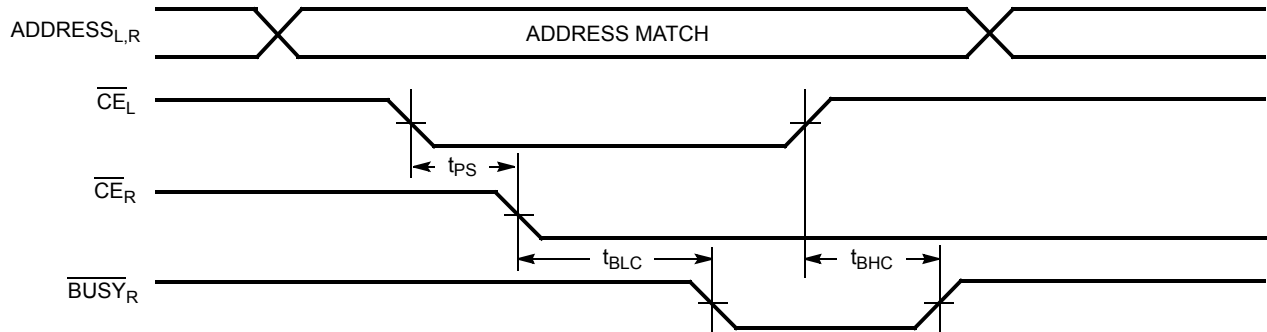 ADDRESS_L,R
ADDRESS MATCH
CE_L
t_PS
CE_R
t_BLC
t_BHC
BUSY_R